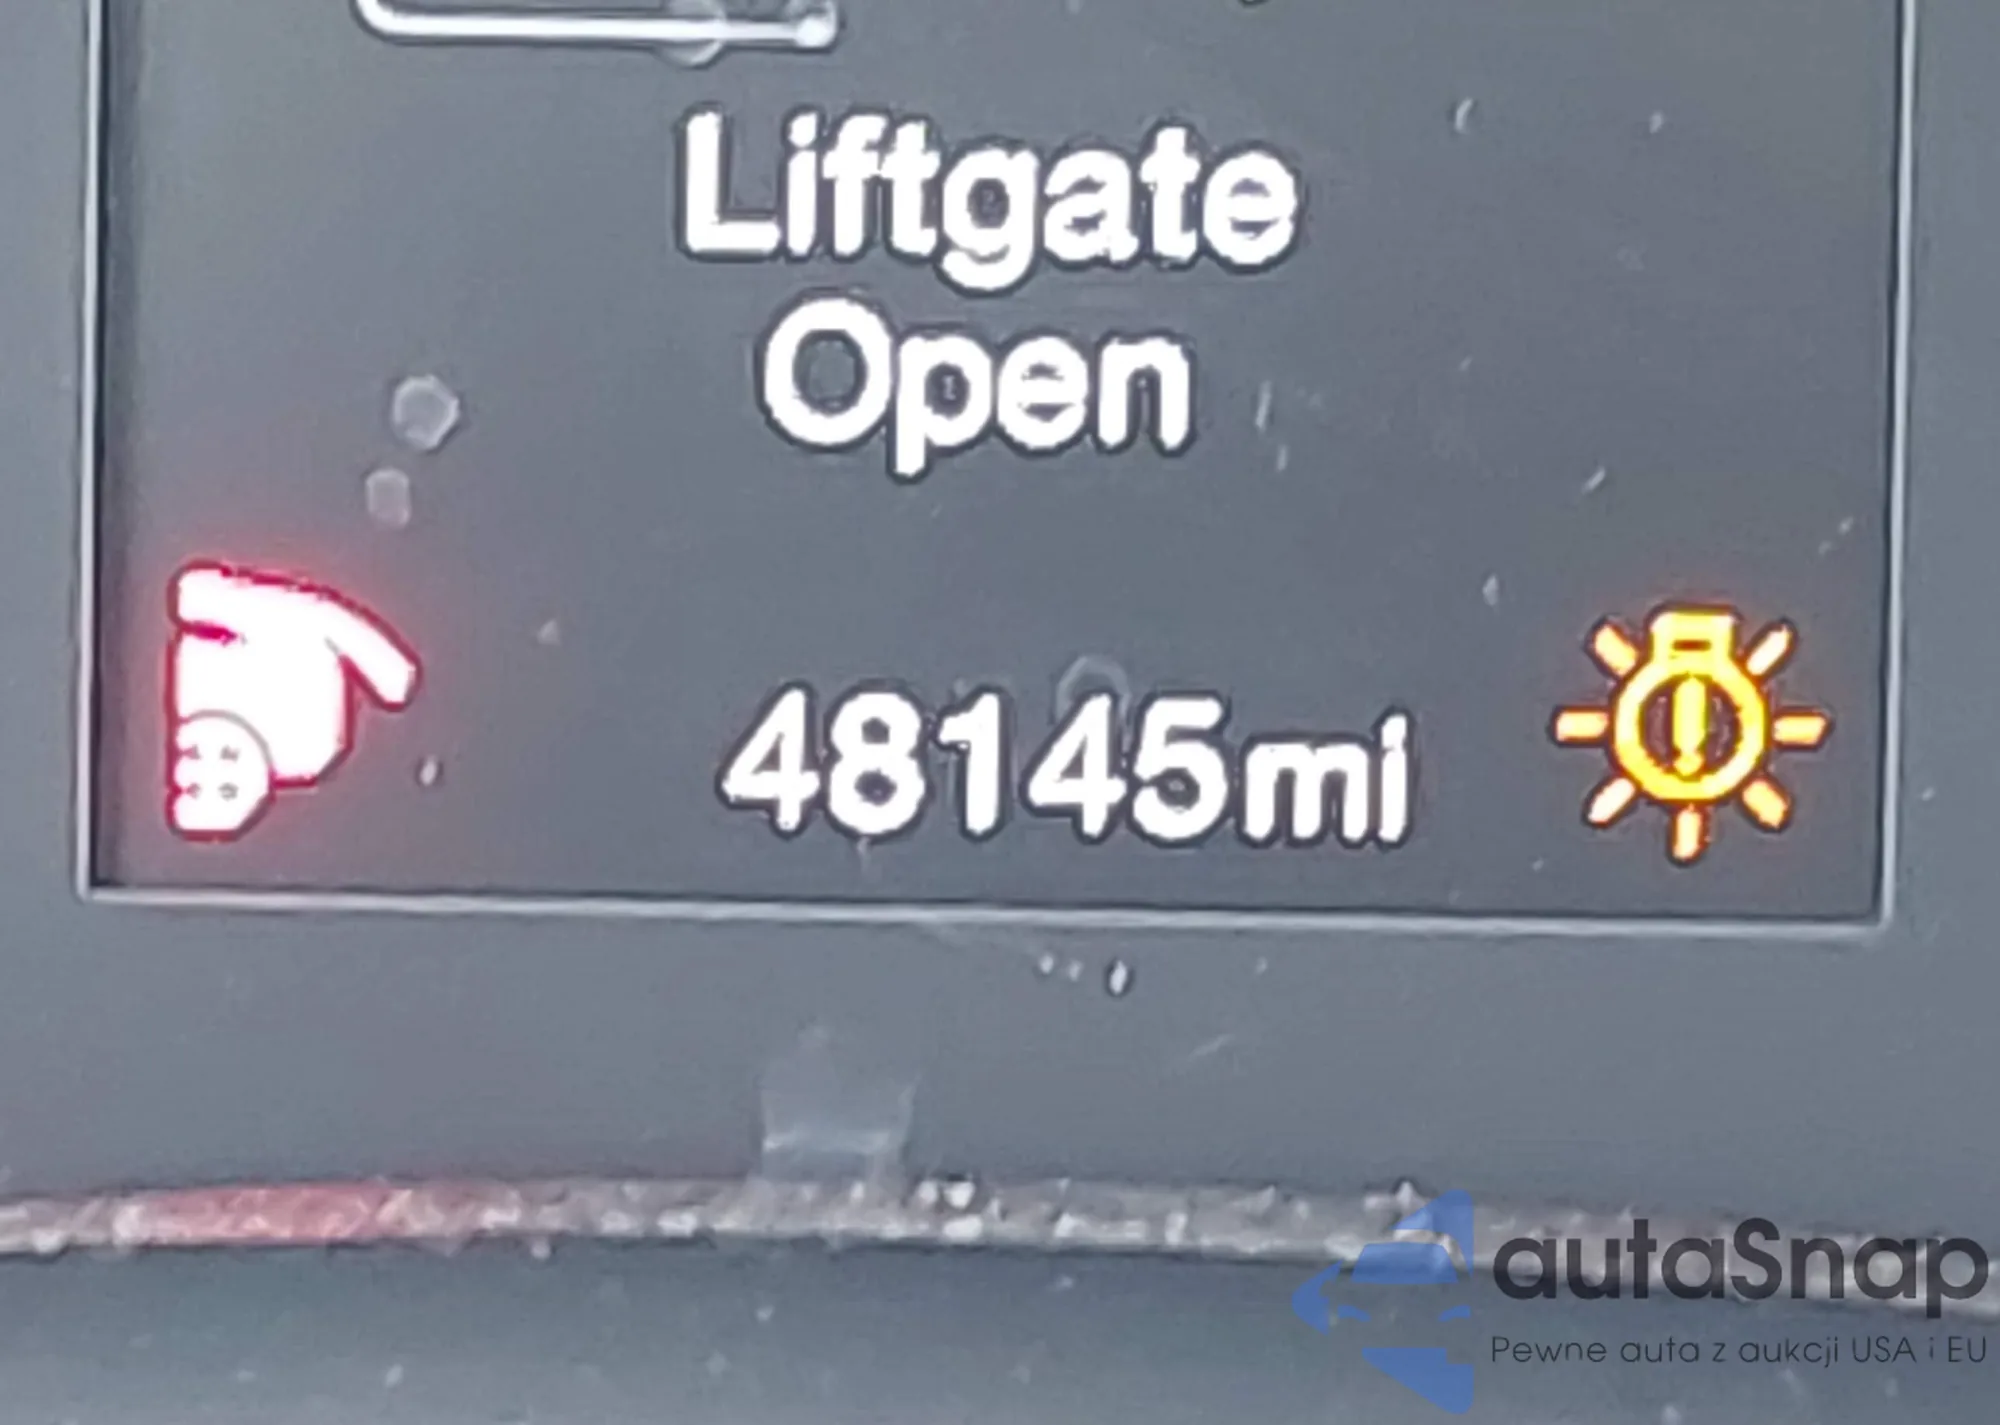 Liftgate
Open
48145mi
autaSnap
Pewne auta z aukcji USA i EU